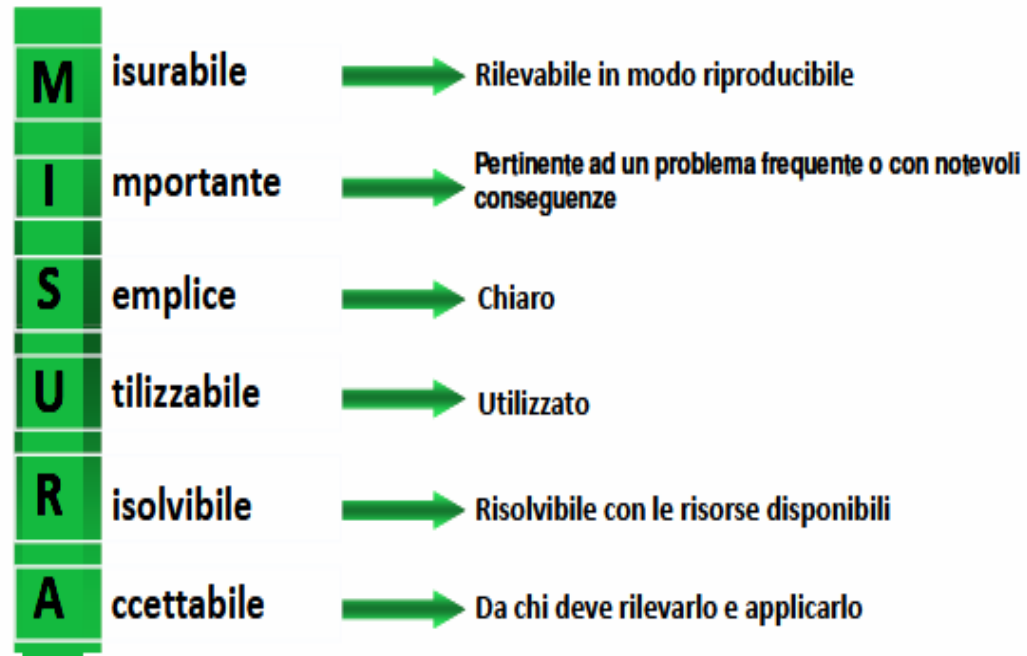 M isurabile Rilevabile in modo riproducibile
I mportante Pertinente ad un problema frequente o con notevoli
conseguenze
S emplice Chiaro
U tilizzabile Utilizzato
R isolvibile Risolvibile con le risorse disponibili
A ccettabile Da chi deve rilevarlo e applicarlo